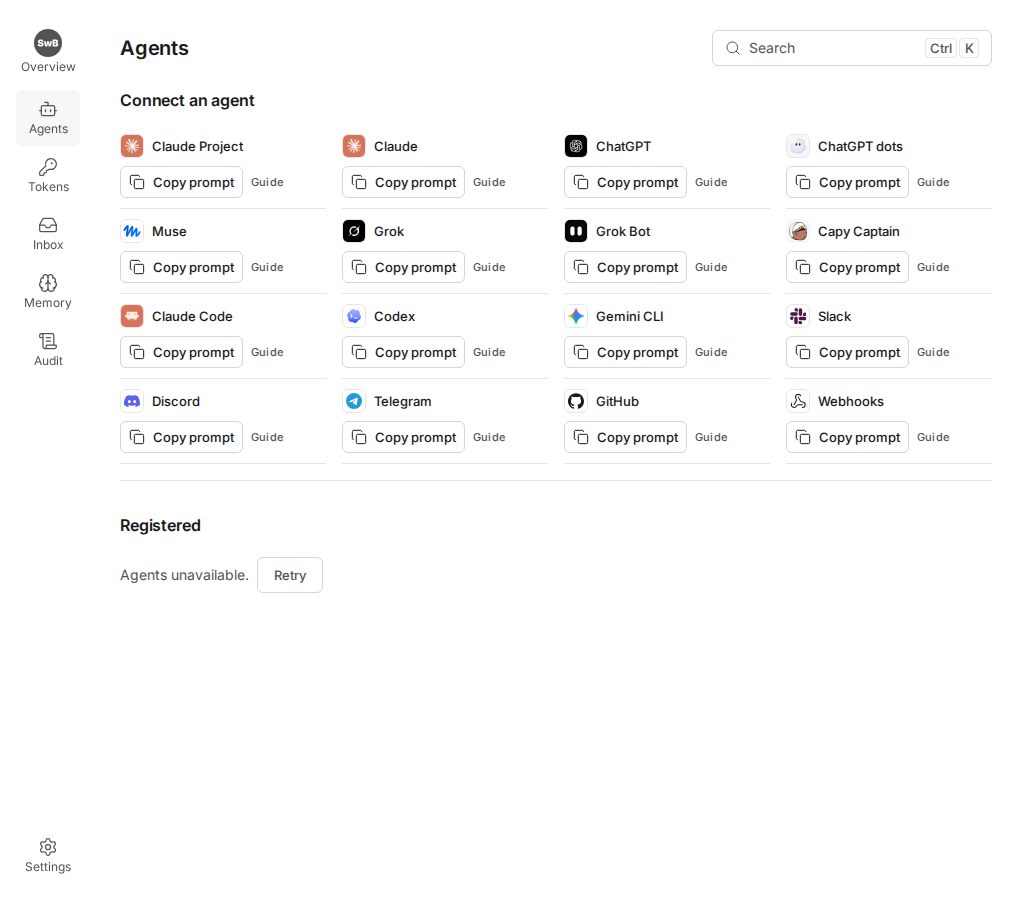 SwB
Overview
Agents
Tokens
Inbox
Memory
Audit
Settings
Agents
Search
Ctrl K
Connect an agent
Claude Project
Copy prompt Guide
Claude
Copy prompt Guide
ChatGPT
Copy prompt Guide
ChatGPT dots
Copy prompt Guide
Muse
Copy prompt Guide
Grok
Copy prompt Guide
Grok Bot
Copy prompt Guide
Capy Captain
Copy prompt Guide
Claude Code
Copy prompt Guide
Codex
Copy prompt Guide
Gemini CLI
Copy prompt Guide
Slack
Copy prompt Guide
Discord
Copy prompt Guide
Telegram
Copy prompt Guide
GitHub
Copy prompt Guide
Webhooks
Copy prompt Guide
Registered
Agents unavailable. Retry